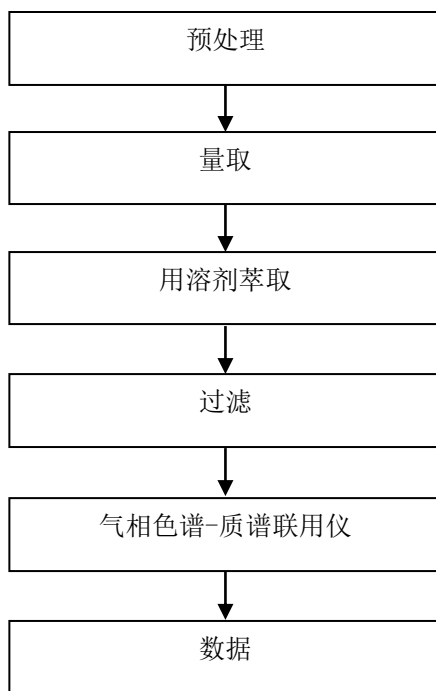 预处理
量取
用溶剂萃取
过滤
气相色谱-质谱联用仪
数据